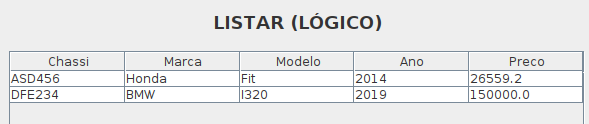 LISTAR (LÓGICO)
Chassi Marca Modelo Ano Preco
ASD456 Honda Fit 2014 26559.2
DFE234 BMW I320 2019 150000.0